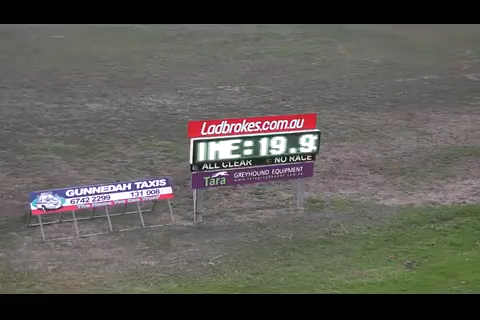 Ladbrokes.com.au
IME:19.9
ALL CLEAR NO RACE
Tara GREYHOUND EQUIPMENT
GUNNEDAH TAXIS
6742 2299 131 008